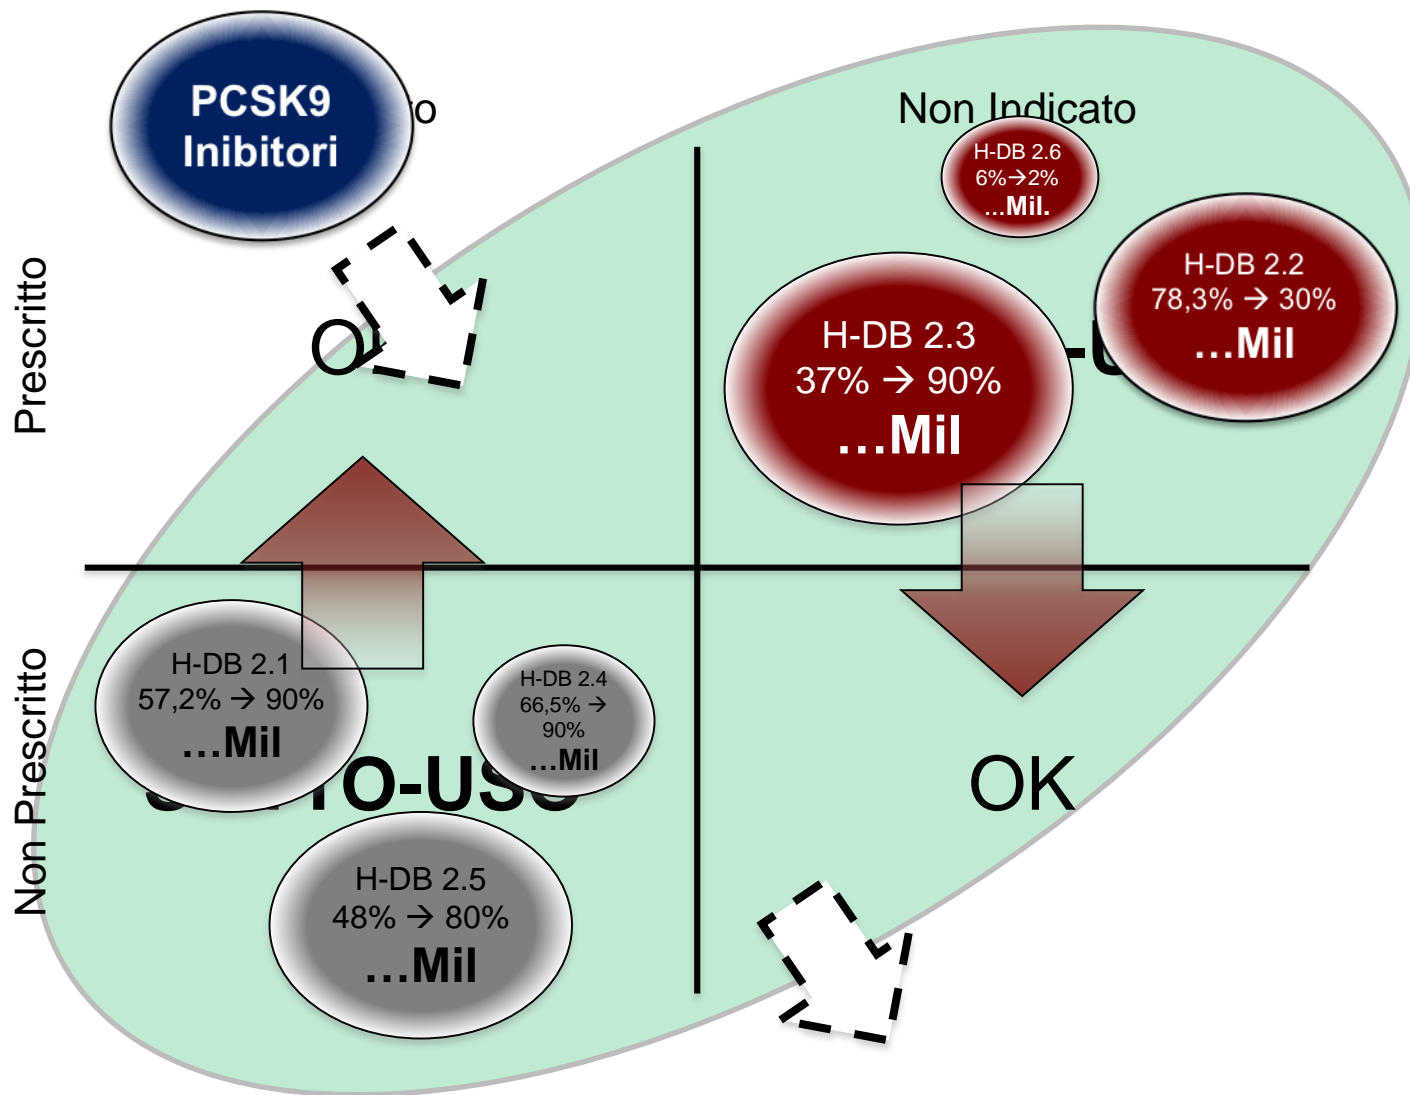 PCSK9
Inibitori
Non Indicato
H-DB 2.6
6%→2%
...Mil.
H-DB 2.2
78,3% → 30%
...Mil
H-DB 2.3
37% → 90%
...Mil
Prescritto
H-DB 2.1
57,2% → 90%
...Mil
H-DB 2.4
66,5% →
90%
...Mil
Non Prescritto
OK
H-DB 2.5
48% → 80%
...Mil